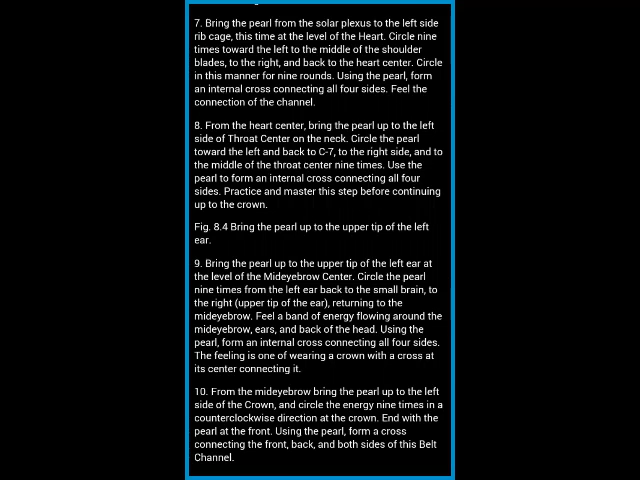 7. Bring the pearl from the solar plexus to the left side
rib cage, this time at the level of the Heart. Circle nine
times toward the left to the middle of the shoulder
blades, to the right, and back to the heart center. Circle
in this manner for nine rounds. Using the pearl, form
an internal cross connecting all four sides. Feel the
connection of the channel.
8. From the heart center, bring the pearl up to the left
side of Throat Center on the neck. Circle the pearl
toward the left and back to C-7, to the right side, and to
the middle of the throat center nine times. Use the
pearl to form an internal cross connecting all four
sides. Practice and master this step before continuing
up to the crown.
Fig. 8.4 Bring the pearl up to the upper tip of the left
ear.
9. Bring the pearl up to the upper tip of the left ear at
the level of the Mideyebrow Center. Circle the pearl
nine times from the left ear back to the small brain, to
the right (upper tip of the ear), returning to the
mideyebrow. Feel a band of energy flowing around the
mideyebrow, ears, and back of the head. Using the
pearl, form an internal cross connecting all four sides.
The feeling is one of wearing a crown with a cross at
its center connecting it.
10. From the mideyebrow bring the pearl up to the left
side of the Crown, and circle the energy nine times in a
counterclockwise direction at the crown. End with the
pearl at the front. Using the pearl, form a cross
connecting the front, back, and both sides of this Belt
Channel.